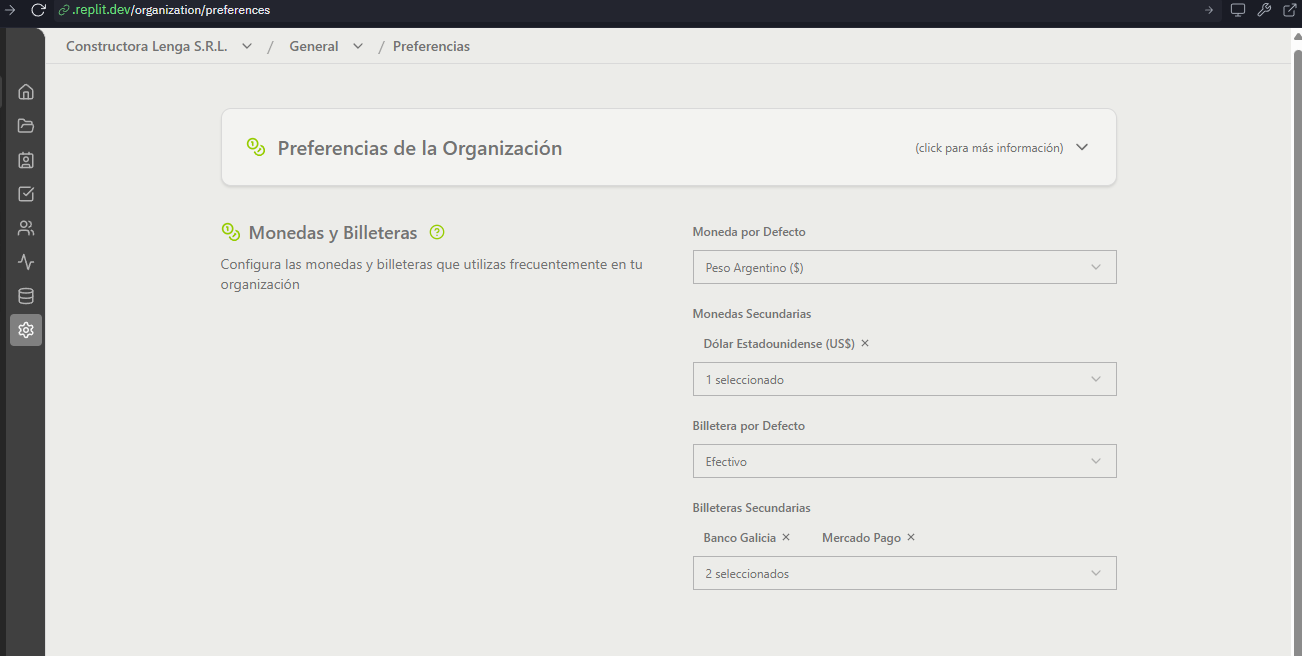 .replit.dev/organization/preferences
Constructora Lenga S.R.L. / General / Preferencias
Preferencias de la Organización
(click para más información)
Monedas y Billeteras
Configura las monedas y billeteras que utilizas frecuentemente en tu
organización
Moneda por Defecto
Peso Argentino ($)
Monedas Secundarias
Dólar Estadounidense (US$) ×
1 seleccionado
Billetera por Defecto
Efectivo
Billeteras Secundarias
Banco Galicia × Mercado Pago ×
2 seleccionados